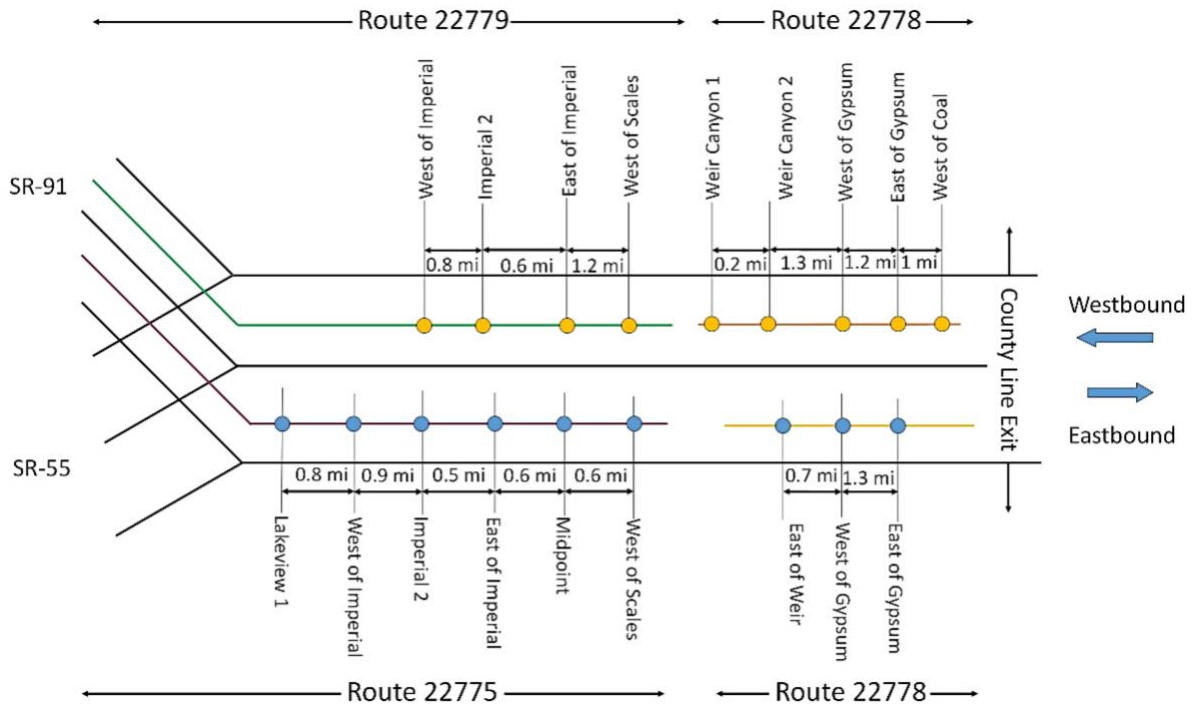 Route 22779
Route 22778
West of Imperial
Imperial 2
East of Imperial
West of Scales
Weir Canyon 1
Weir Canyon 2
West of Gypsum
East of Gypsum
West of Coal
SR-91
0.8 mi
0.6 mi
1.2 mi
0.2 mi
1.3 mi
1.2 mi
1 mi
County Line Exit
Westbound
Eastbound
SR-55
0.8 mi
0.9 mi
0.5 mi
0.6 mi
0.6 mi
0.7 mi
1.3 mi
Lakeview 1
West of Imperial
Imperial 2
East of Imperial
Midpoint
West of Scales
East of Weir
West of Gypsum
East of Gypsum
Route 22775
Route 22778